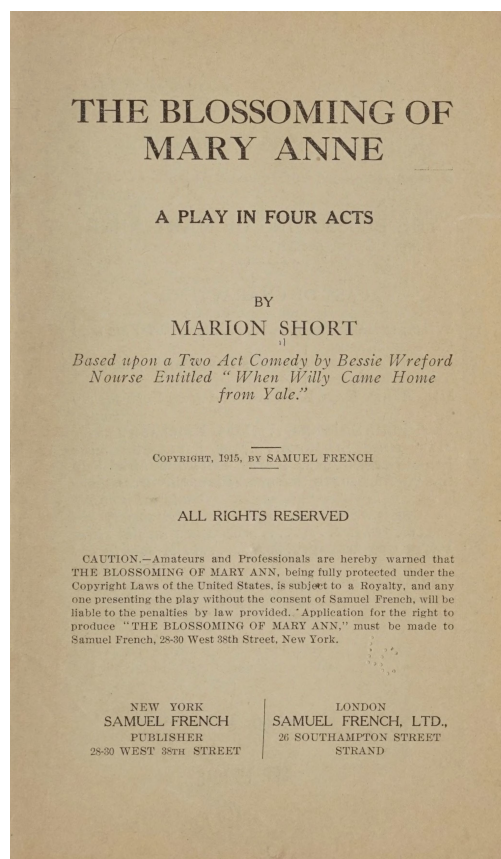 THE BLOSSOMING OF
MARY ANNE
A PLAY IN FOUR ACTS
BY
MARION SHORT
Based upon a Two Act Comedy by Bessie Wreford
Nourse Entitled “ When Willy Came Home
from Yale.”
COPYRIGHT, 1915, BY SAMUEL FRENCH
ALL RIGHTS RESERVED
CAUTION.—Amateurs and Professionals are hereby warned that
THE BLOSSOMING OF MARY ANN, being fully protected under the
Copyright Laws of the United States, is subject to a Royalty, and any
one presenting the play without the consent of Samuel French, will be
liable to the penalties by law provided. Application for the right to
produce “THE BLOSSOMING OF MARY ANN,” must be made to
Samuel French, 28-30 West 38th Street, New York.
NEW YORK
SAMUEL FRENCH
PUBLISHER
28-30 WEST 38TH STREET
LONDON
SAMUEL FRENCH, LTD.,
26 SOUTHAMPTON STREET
STRAND